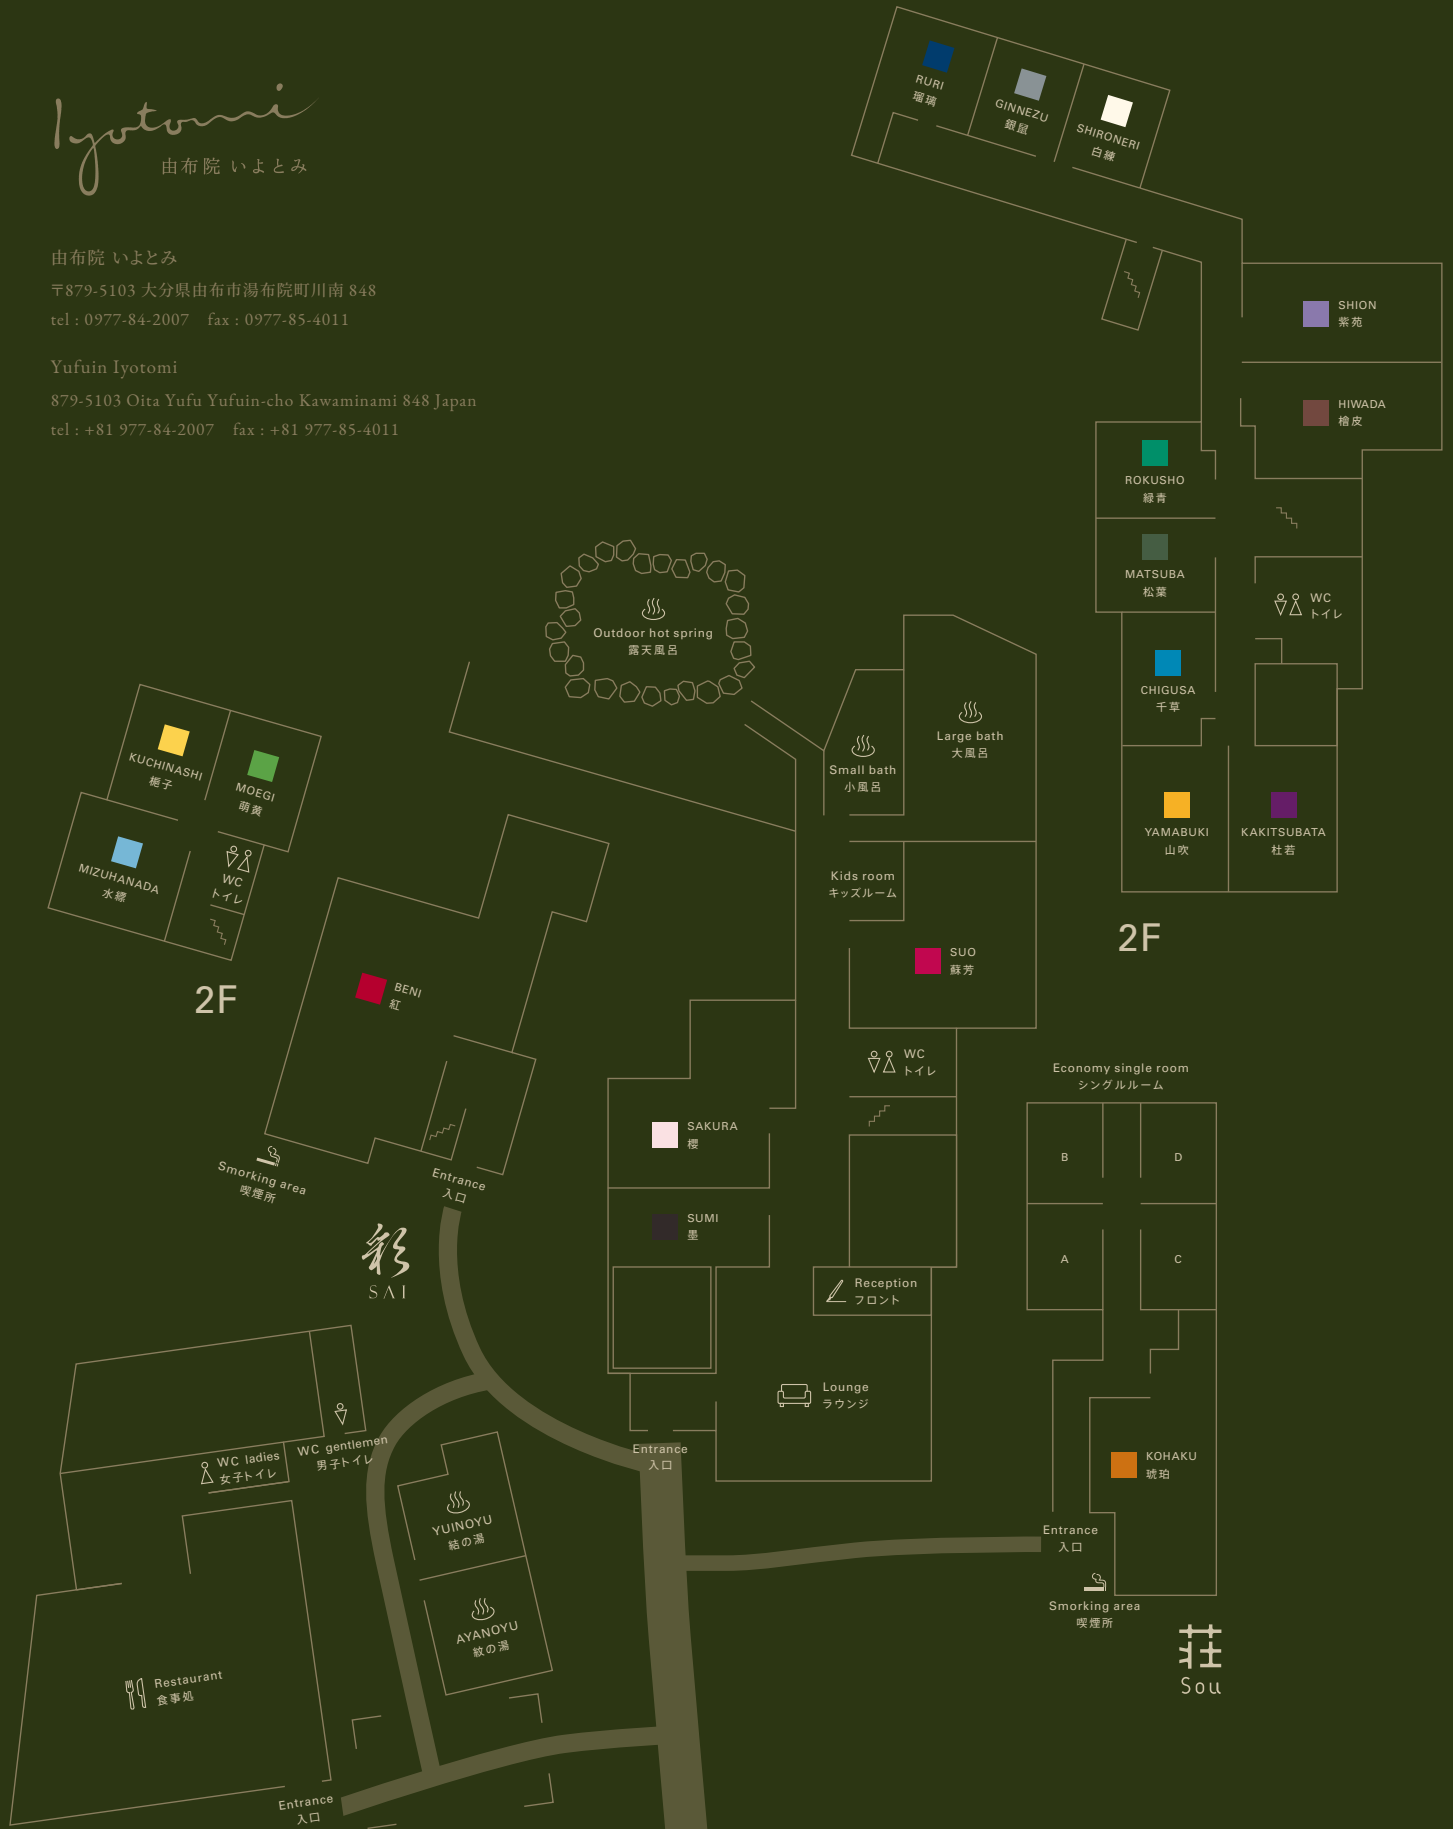 Iyotomi
由布院 いよとみ
由布院 いよとみ
〒879-5103 大分県由布市湯布院町川南 848
tel : 0977-84-2007 fax : 0977-85-4011
Yufuin Iyotomi
879-5103 Oita Yufu Yufuin-cho Kawaminami 848 Japan
tel : +81 977-84-2007 fax : +81 977-85-4011
RURI
瑠璃
GINNEZU
銀鼠
SHIRONERI
白練
SHION
紫苑
HIWADA
檜皮
ROKUSHO
緑青
MATSUBA
松葉
WC
トイレ
CHIGUSA
千草
YAMABUKI
山吹
KAKITSUBATA
杜若
2F
Outdoor hot spring
露天風呂
Large bath
大風呂
Small bath
小風呂
Kids room
キッズルーム
SUO
蘇芳
WC
トイレ
KUCHINASHI
梔子
MOEGI
萌黄
MIZUHANADA
水縹
WC
トイレ
2F
BENI
紅
Smorking area
喫煙所
Entrance
入口
彩
SAI
SAKURA
櫻
SUMI
墨
Reception
フロント
Lounge
ラウンジ
Entrance
入口
Economy single room
シングルルーム
B
D
A
C
KOHAKU
琥珀
Entrance
入口
Smorking area
喫煙所
荘
Sou
WC gentlemen
男子トイレ
WC ladies
女子トイレ
YUINOYU
結の湯
AYANOYU
紋の湯
Restaurant
食事処
Entrance
入口